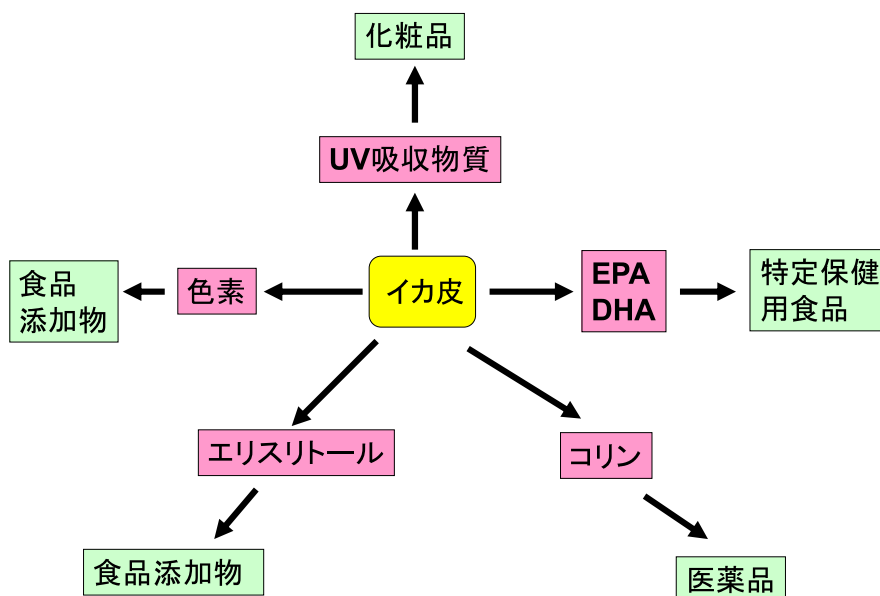 化粧品
UV吸収物質
食品
添加物
色素
イカ皮
EPA
DHA
特定保健
用食品
エリスリトール
コリン
食品添加物
医薬品